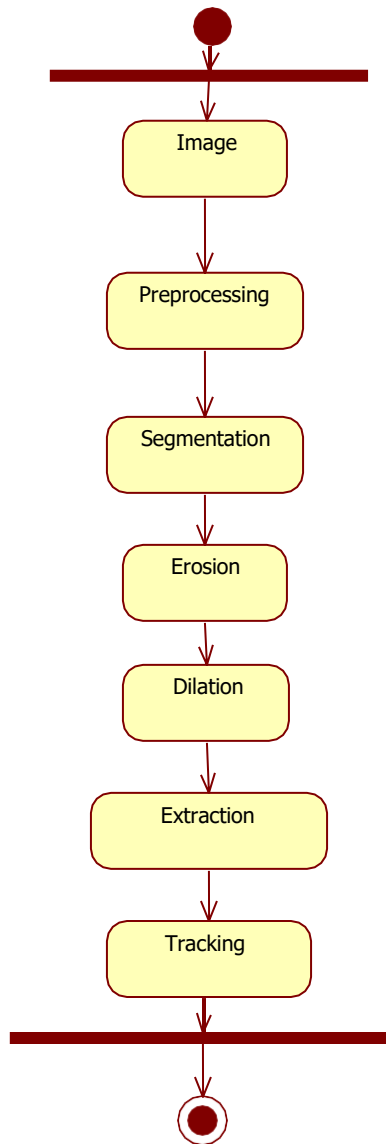 Image
Preprocessing
Segmentation
Erosion
Dilation
Extraction
Tracking